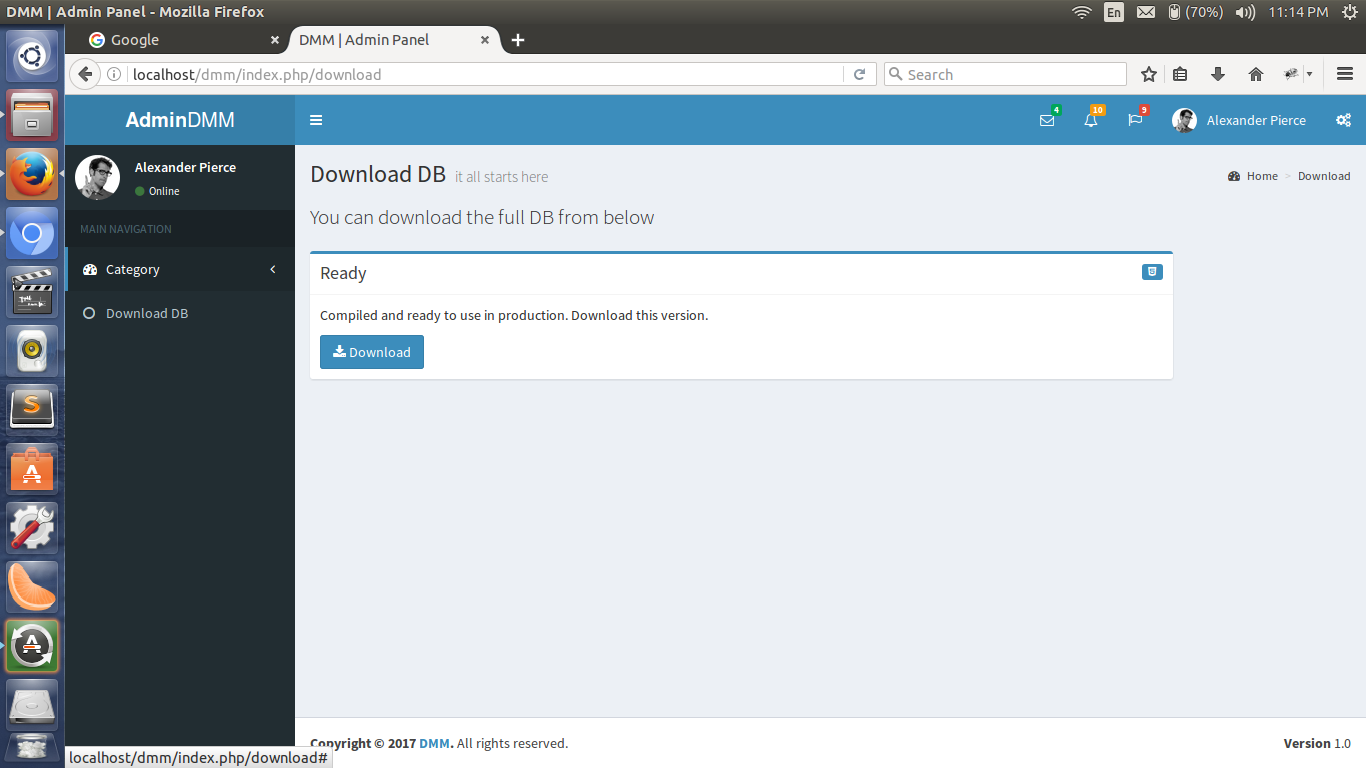 DMM | Admin Panel - Mozilla Firefox
En
(70%)
11:14 PM
Google
DMM | Admin Panel
localhost/dmm/index.php/download
Search
AdminDMM
4
10
9
Alexander Pierce
Alexander Pierce
Online
MAIN NAVIGATION
Category
Download DB
Download DB it all starts here
Home > Download
You can download the full DB from below
Ready
Compiled and ready to use in production. Download this version.
Download
Copyright © 2017 DMM. All rights reserved.
Version 1.0
localhost/dmm/index.php/download#